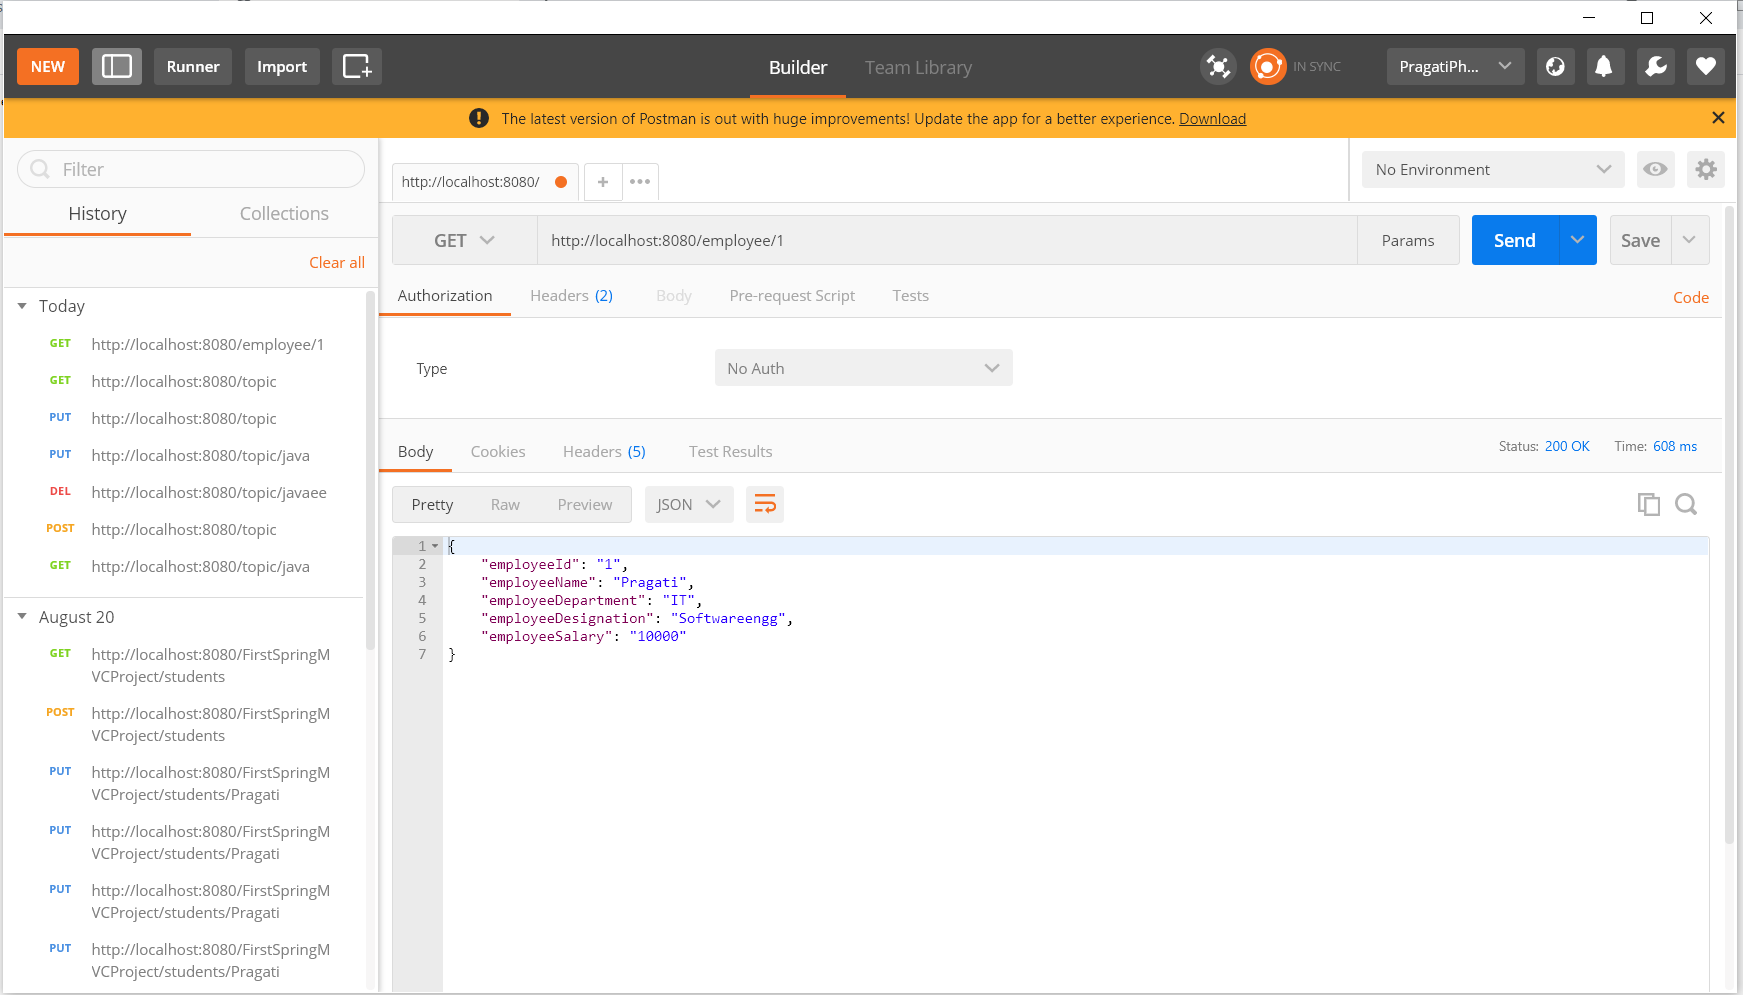 NEW
Runner
Import
Builder
Team Library
IN SYNC
PragatiPh...
The latest version of Postman is out with huge improvements! Update the app for a better experience. Download
Filter
History
Collections
Clear all
Today
GET http://localhost:8080/employee/1
GET http://localhost:8080/topic
PUT http://localhost:8080/topic
PUT http://localhost:8080/topic/java
DEL http://localhost:8080/topic/javaee
POST http://localhost:8080/topic
GET http://localhost:8080/topic/java
August 20
GET http://localhost:8080/FirstSpringM
VCProject/students
POST http://localhost:8080/FirstSpringM
VCProject/students
PUT http://localhost:8080/FirstSpringM
VCProject/students/Pragati
PUT http://localhost:8080/FirstSpringM
VCProject/students/Pragati
PUT http://localhost:8080/FirstSpringM
VCProject/students/Pragati
PUT http://localhost:8080/FirstSpringM
VCProject/students/Pragati
http://localhost:8080/
No Environment
GET http://localhost:8080/employee/1 Params Send Save
Authorization Headers (2) Body Pre-request Script Tests Code
Type No Auth
Body Cookies Headers (5) Test Results Status: 200 OK Time: 608 ms
Pretty Raw Preview JSON
1 {
2 "employeeId": "1",
3 "employeeName": "Pragati",
4 "employeeDepartment": "IT",
5 "employeeDesignation": "Softwareengg",
6 "employeeSalary": "10000"
7 }